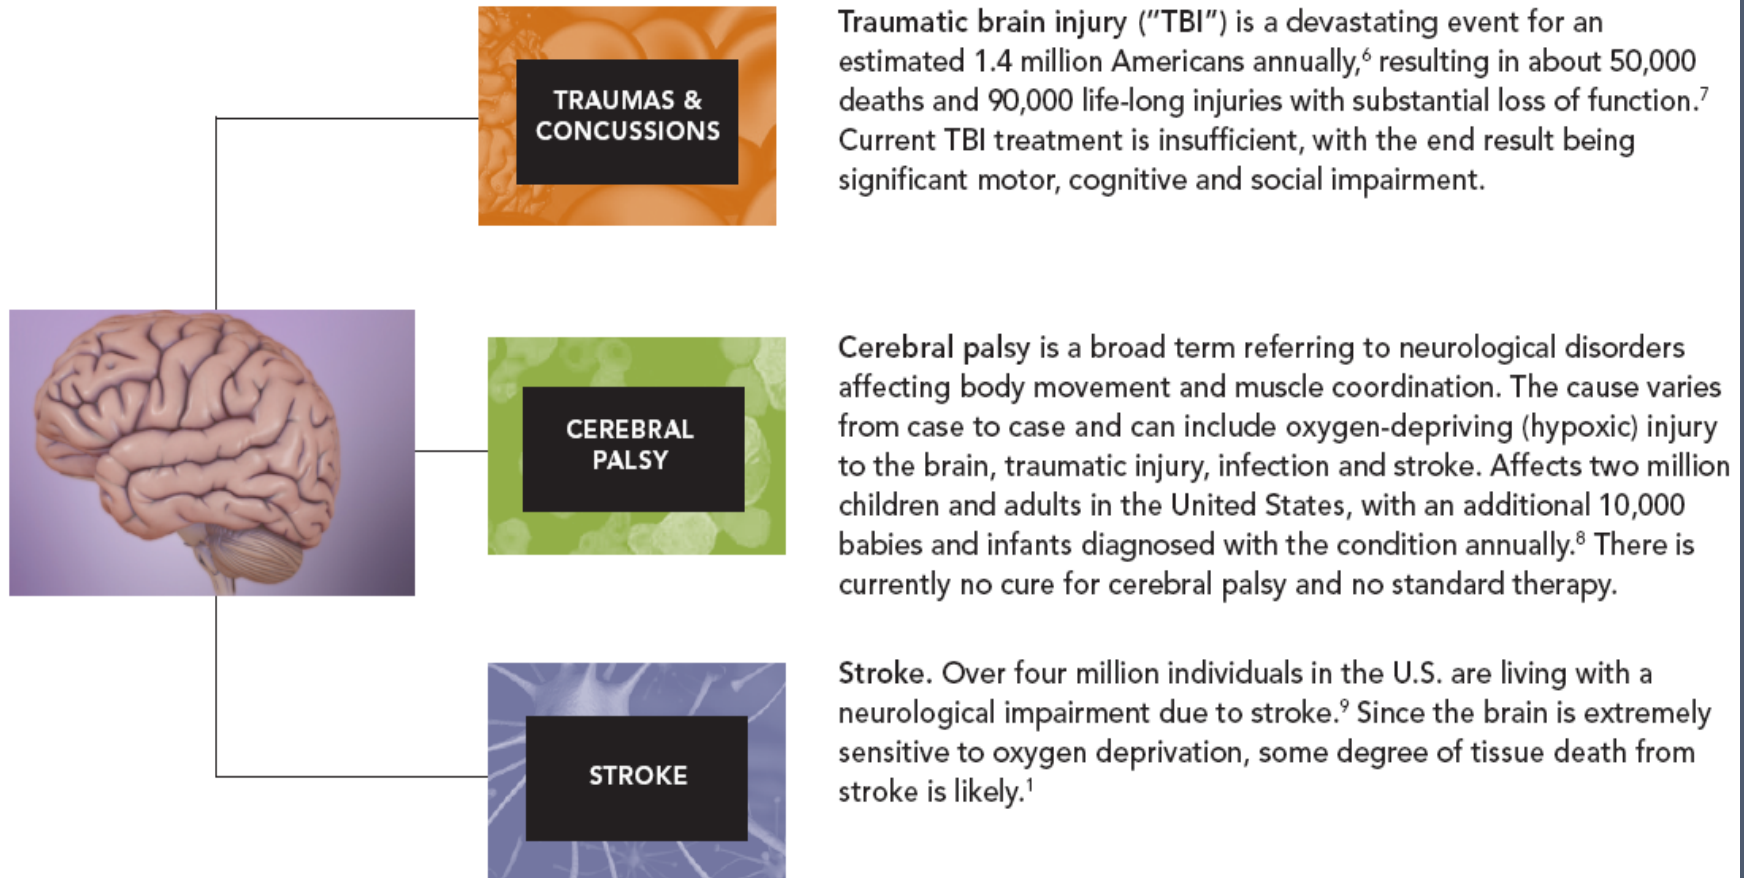 TRAUMAS &
CONCUSSIONS
Traumatic brain injury (“TBI”) is a devastating event for an
estimated 1.4 million Americans annually,⁶ resulting in about 50,000
deaths and 90,000 life-long injuries with substantial loss of function.⁷
Current TBI treatment is insufficient, with the end result being
significant motor, cognitive and social impairment.
CEREBRAL
PALSY
Cerebral palsy is a broad term referring to neurological disorders
affecting body movement and muscle coordination. The cause varies
from case to case and can include oxygen-depriving (hypoxic) injury
to the brain, traumatic injury, infection and stroke. Affects two million
children and adults in the United States, with an additional 10,000
babies and infants diagnosed with the condition annually.⁸ There is
currently no cure for cerebral palsy and no standard therapy.
STROKE
Stroke. Over four million individuals in the U.S. are living with a
neurological impairment due to stroke.⁹ Since the brain is extremely
sensitive to oxygen deprivation, some degree of tissue death from
stroke is likely.¹